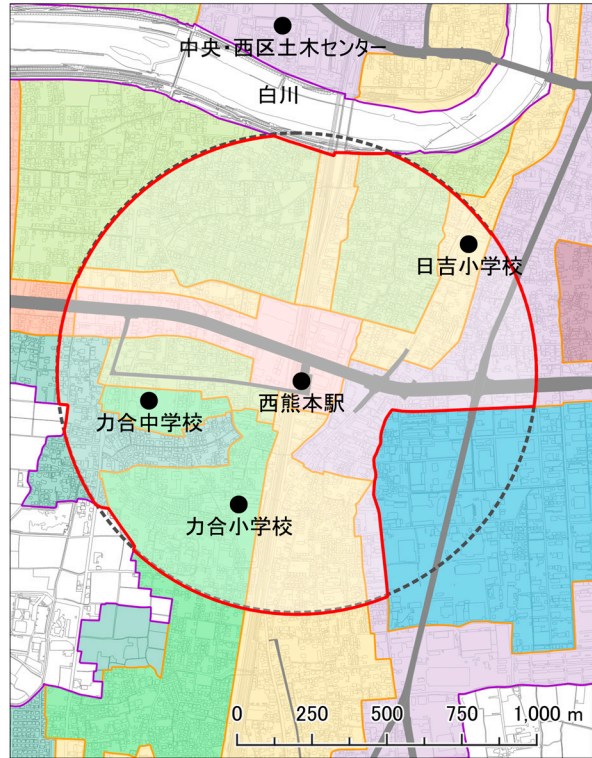 中央・西区土木センター
白川
日吉小学校
西熊本駅
力合中学校
力合小学校
0 250 500 750 1,000 m